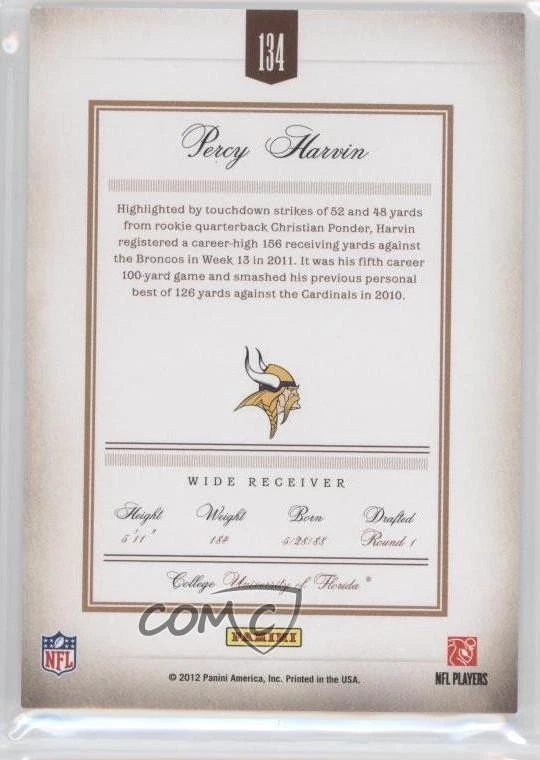 134
Percy Harvin
Highlighted by touchdown strikes of 52 and 48 yards
from rookie quarterback Christian Ponder, Harvin
registered a career-high 156 receiving yards against
the Broncos in Week 13 in 2011. It was his fifth career
100-yard game and smashed his previous personal
best of 126 yards against the Cardinals in 2010.
WIDE RECEIVER
Height Weight Born Drafted
5'11" 184 5/28/88 Round 1
College University of Florida®
COMC
PANINI
NFL
NFL PLAYERS
© 2012 Panini America, Inc. Printed in the USA.